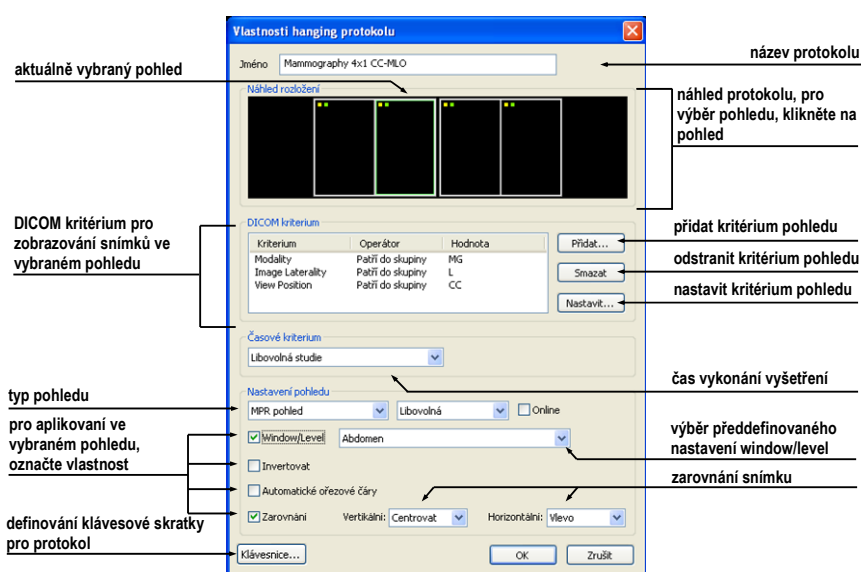 Vlastnosti hanging protokolu
Jméno
Mammography 4x1 CC-MLO
název protokolu
aktuálně vybraný pohled
Náhled rozložení
náhled protokolu, pro
výběr pohledu, klikněte na
pohled
DICOM kritérium pro
zobrazování snímků ve
vybraném pohledu
DICOM kriterium
Kriterium Operátor Hodnota
Modality Patří do skupiny MG
Image Laterality Patří do skupiny L
View Position Patří do skupiny CC
Přidat...
Smazat
Nastavit...
přidat kritérium pohledu
odstranit kritérium pohledu
nastavit kritérium pohledu
Časové kriterium
Libovolná studie
čas vykonání vyšetření
typ pohledu
Nastavení pohledu
MPR pohled Libovolná Online
pro aplikovaní ve
vybraném pohledu,
označte vlastnost
Window/Level Abdomen
výběr předdefinovaného
nastavení window/level
Invertovat
Automatické ořezové čáry
zarovnání snímku
Zarovnání Vertikální: Centrovat Horizontálni: Vlevo
definování klávesové skratky
pro protokol
Klávesnice... OK Zrušit